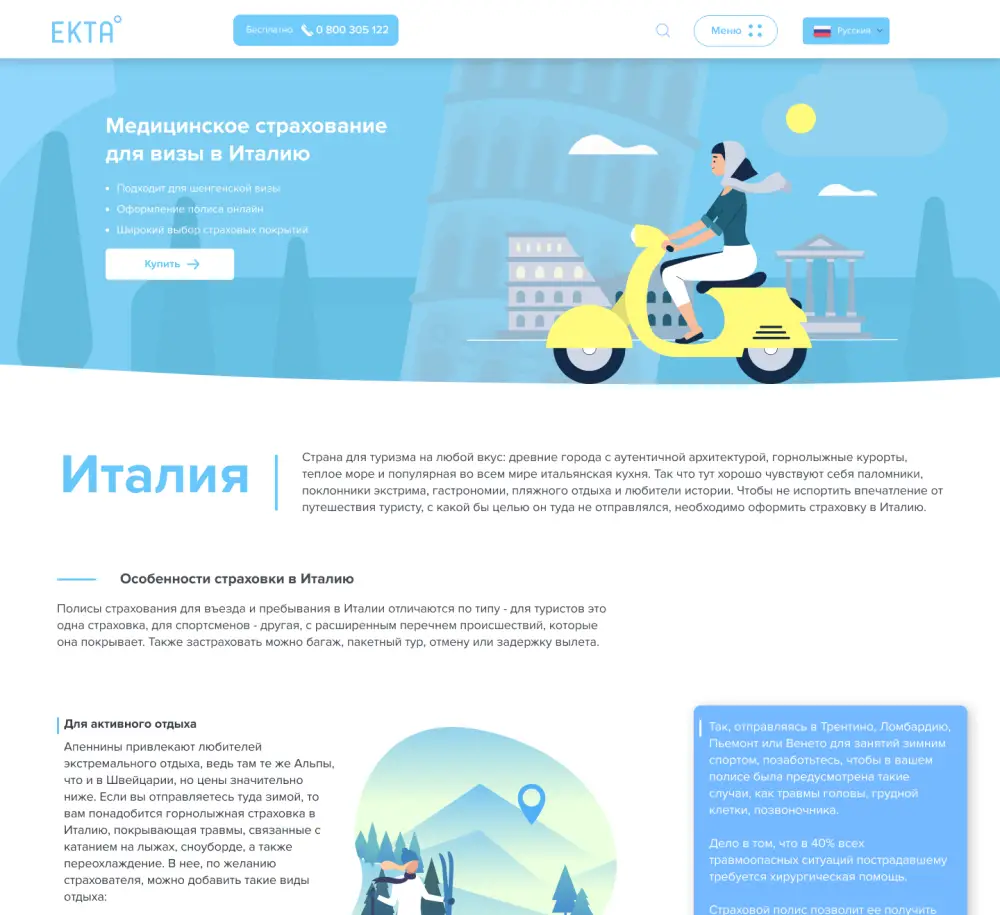 ЕКТА°
Бесплатно 0 800 305 122
Меню
Русский
Медицинское страхование
для визы в Италию
• Подходит для шенгенской визы
• Оформление полиса онлайн
• Широкий выбор страховых покрытий
Купить →
Италия
Страна для туризма на любой вкус: древние города с аутентичной архитектурой, горнолыжные курорты,
теплое море и популярная во всем мире итальянская кухня. Так что тут хорошо чувствуют себя паломники,
поклонники экстрима, гастрономии, пляжного отдыха и любители истории. Чтобы не испортить впечатление от
путешествия туристу, с какой бы целью он туда не отправлялся, необходимо оформить страховку в Италию.
Особенности страховки в Италию
Полисы страхования для въезда и пребывания в Италии отличаются по типу - для туристов это
одна страховка, для спортсменов - другая, с расширенным перечнем происшествий, которые
она покрывает. Также застраховать можно багаж, пакетный тур, отмену или задержку вылета.
Для активного отдыха
Апеннины привлекают любителей
экстремального отдыха, ведь там те же Альпы,
что и в Швейцарии, но цены значительно
ниже. Если вы отправляетесь туда зимой, то
вам понадобится горнолыжная страховка в
Италию, покрывающая травмы, связанные с
катанием на лыжах, сноуборде, а также
переохлаждение. В нее, по желанию
страхователя, можно добавить такие виды
отдыха:
Так, отправляясь в Трентино, Ломбардию,
Пьемонт или Венето для занятий зимним
спортом, позаботьтесь, чтобы в вашем
полисе была предусмотрена такие
случаи, как травмы головы, грудной
клетки, позвоночника.
Дело в том, что в 40% всех
травмоопасных ситуаций пострадавшему
требуется хирургическая помощь.
Страховой полис позволит ее получить